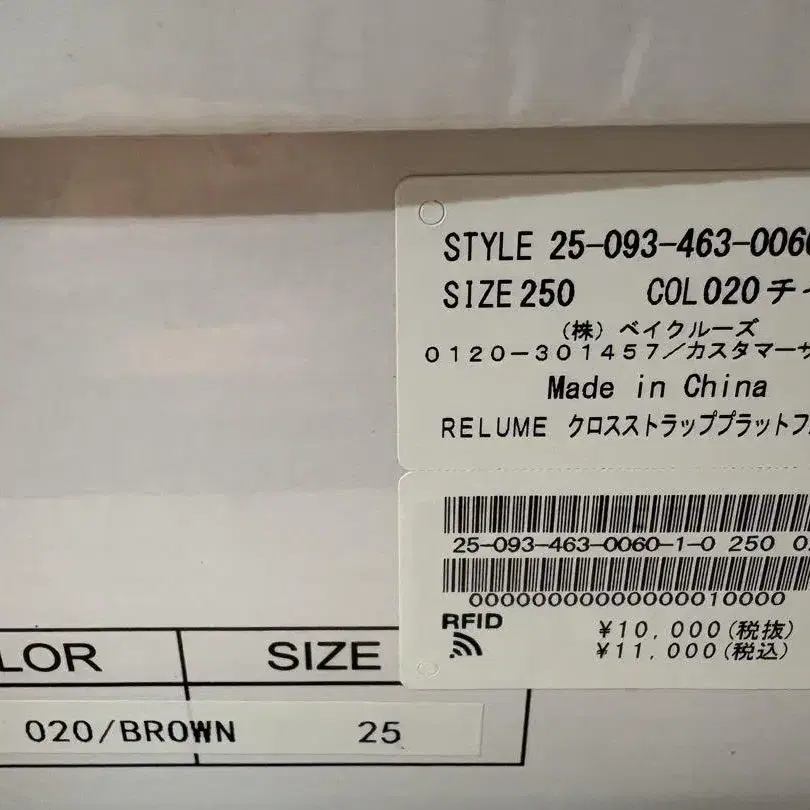 STYLE 25-093-463-006
SIZE 250 COL 020 チ
(株) ベイクルーズ
0120-301457/カスタマーサ
Made in China
RELUME クロスストラッププラットフ
25-093-463-0060-1-0 250 0
00000000000000010000
RFID
¥10,000(税抜)
¥11,000(税込)
LOR SIZE
020/BROWN 25